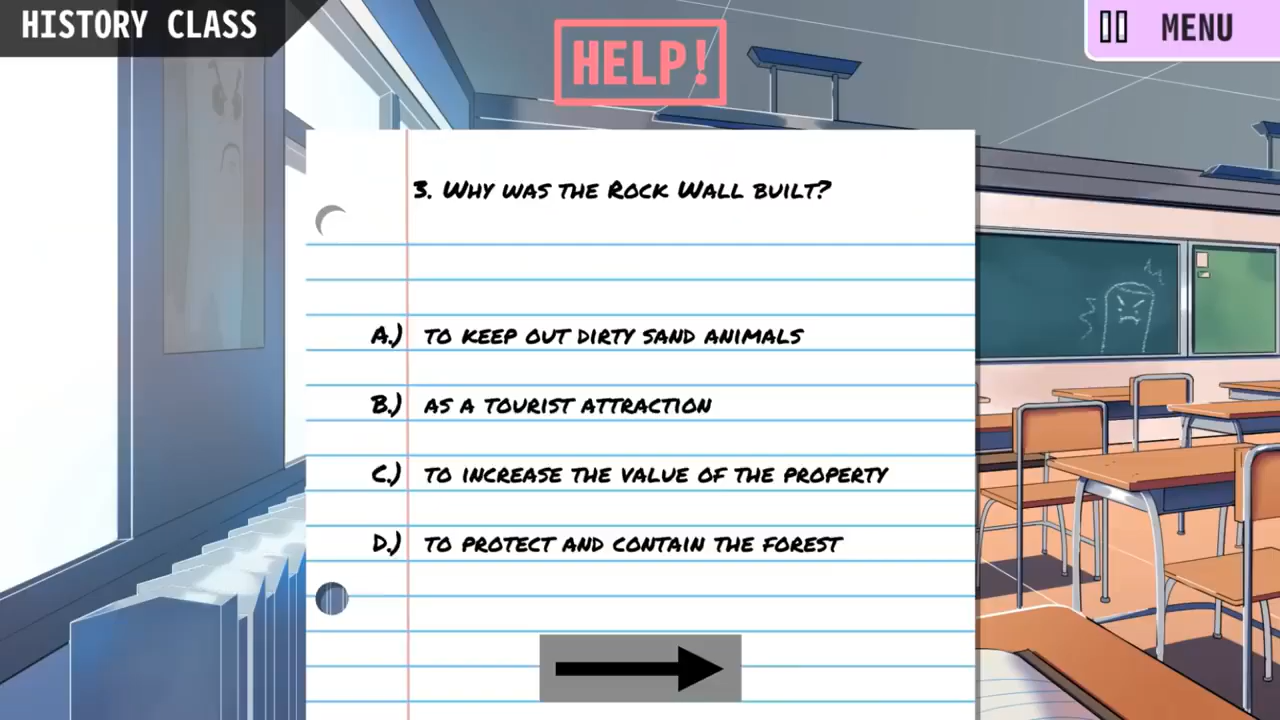 HISTORY CLASS
HELP!
MENU
3. WHY WAS THE ROCK WALL BUILT?
A.) TO KEEP OUT DIRTY SAND ANIMALS
B.) AS A TOURIST ATTRACTION
C.) TO INCREASE THE VALUE OF THE PROPERTY
D.) TO PROTECT AND CONTAIN THE FOREST